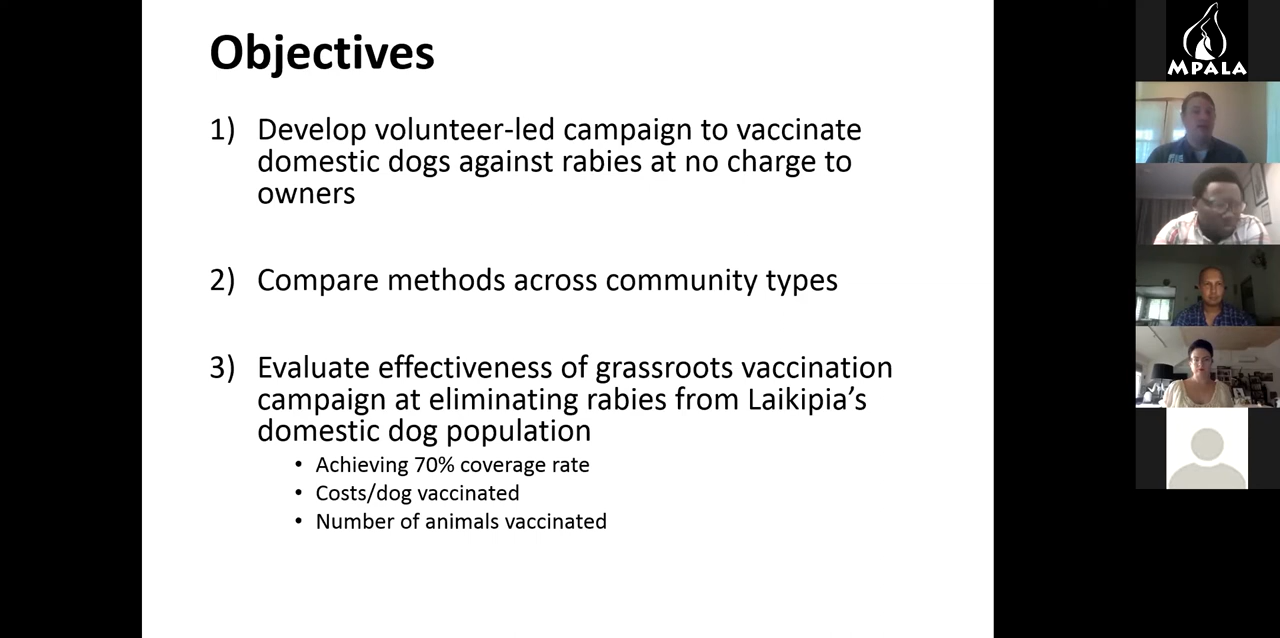 Objectives
1) Develop volunteer-led campaign to vaccinate
domestic dogs against rabies at no charge to
owners
2) Compare methods across community types
3) Evaluate effectiveness of grassroots vaccination
campaign at eliminating rabies from Laikipia's
domestic dog population
• Achieving 70% coverage rate
• Costs/dog vaccinated
• Number of animals vaccinated
MPALA